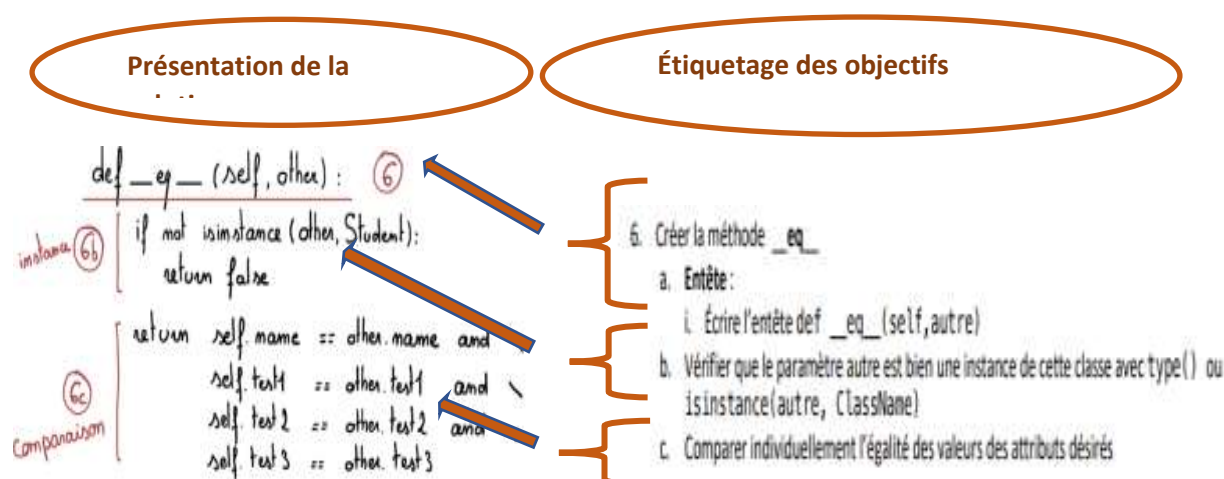 Présentation de la
Étiquetage des objectifs
def __eq__ (self, other) : 6
instance 6b
if not isinstance (other, Student):
return false
6c
comparaison
return self.name == other.name and \
self.test1 == other.test1 and \
self.test2 == other.test2 and
self.test3 == other.test3
6. Créer la méthode __eq__
a. Entête :
i. Écrire l'entête def __eq__(self,autre)
b. Vérifier que le paramètre autre est bien une instance de cette classe avec type() ou
isinstance(autre, ClassName)
c. Comparer individuellement l'égalité des valeurs des attributs désirés